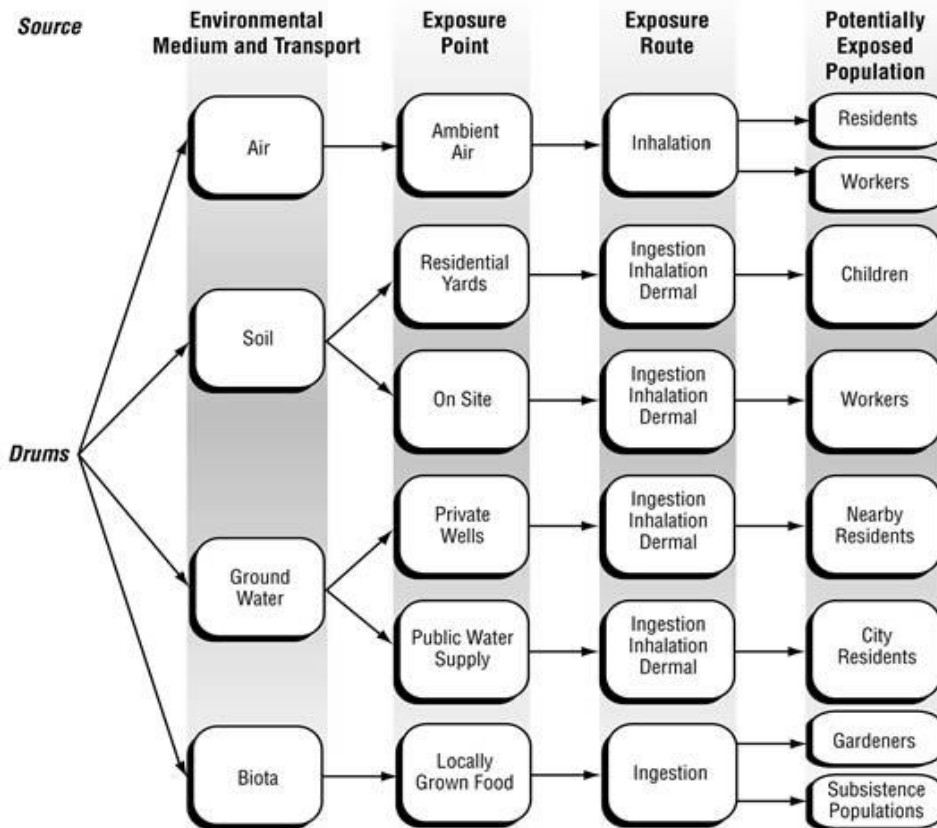 Source
Environmental
Medium and Transport
Exposure
Point
Exposure
Route
Potentially
Exposed
Population
Air
Ambient
Air
Inhalation
Residents
Workers
Soil
Residential
Yards
Ingestion
Inhalation
Dermal
Children
On Site
Ingestion
Inhalation
Dermal
Workers
Drums
Ground
Water
Private
Wells
Ingestion
Inhalation
Dermal
Nearby
Residents
Public Water
Supply
Ingestion
Inhalation
Dermal
City
Residents
Biota
Locally
Grown Food
Ingestion
Gardeners
Subsistence
Populations